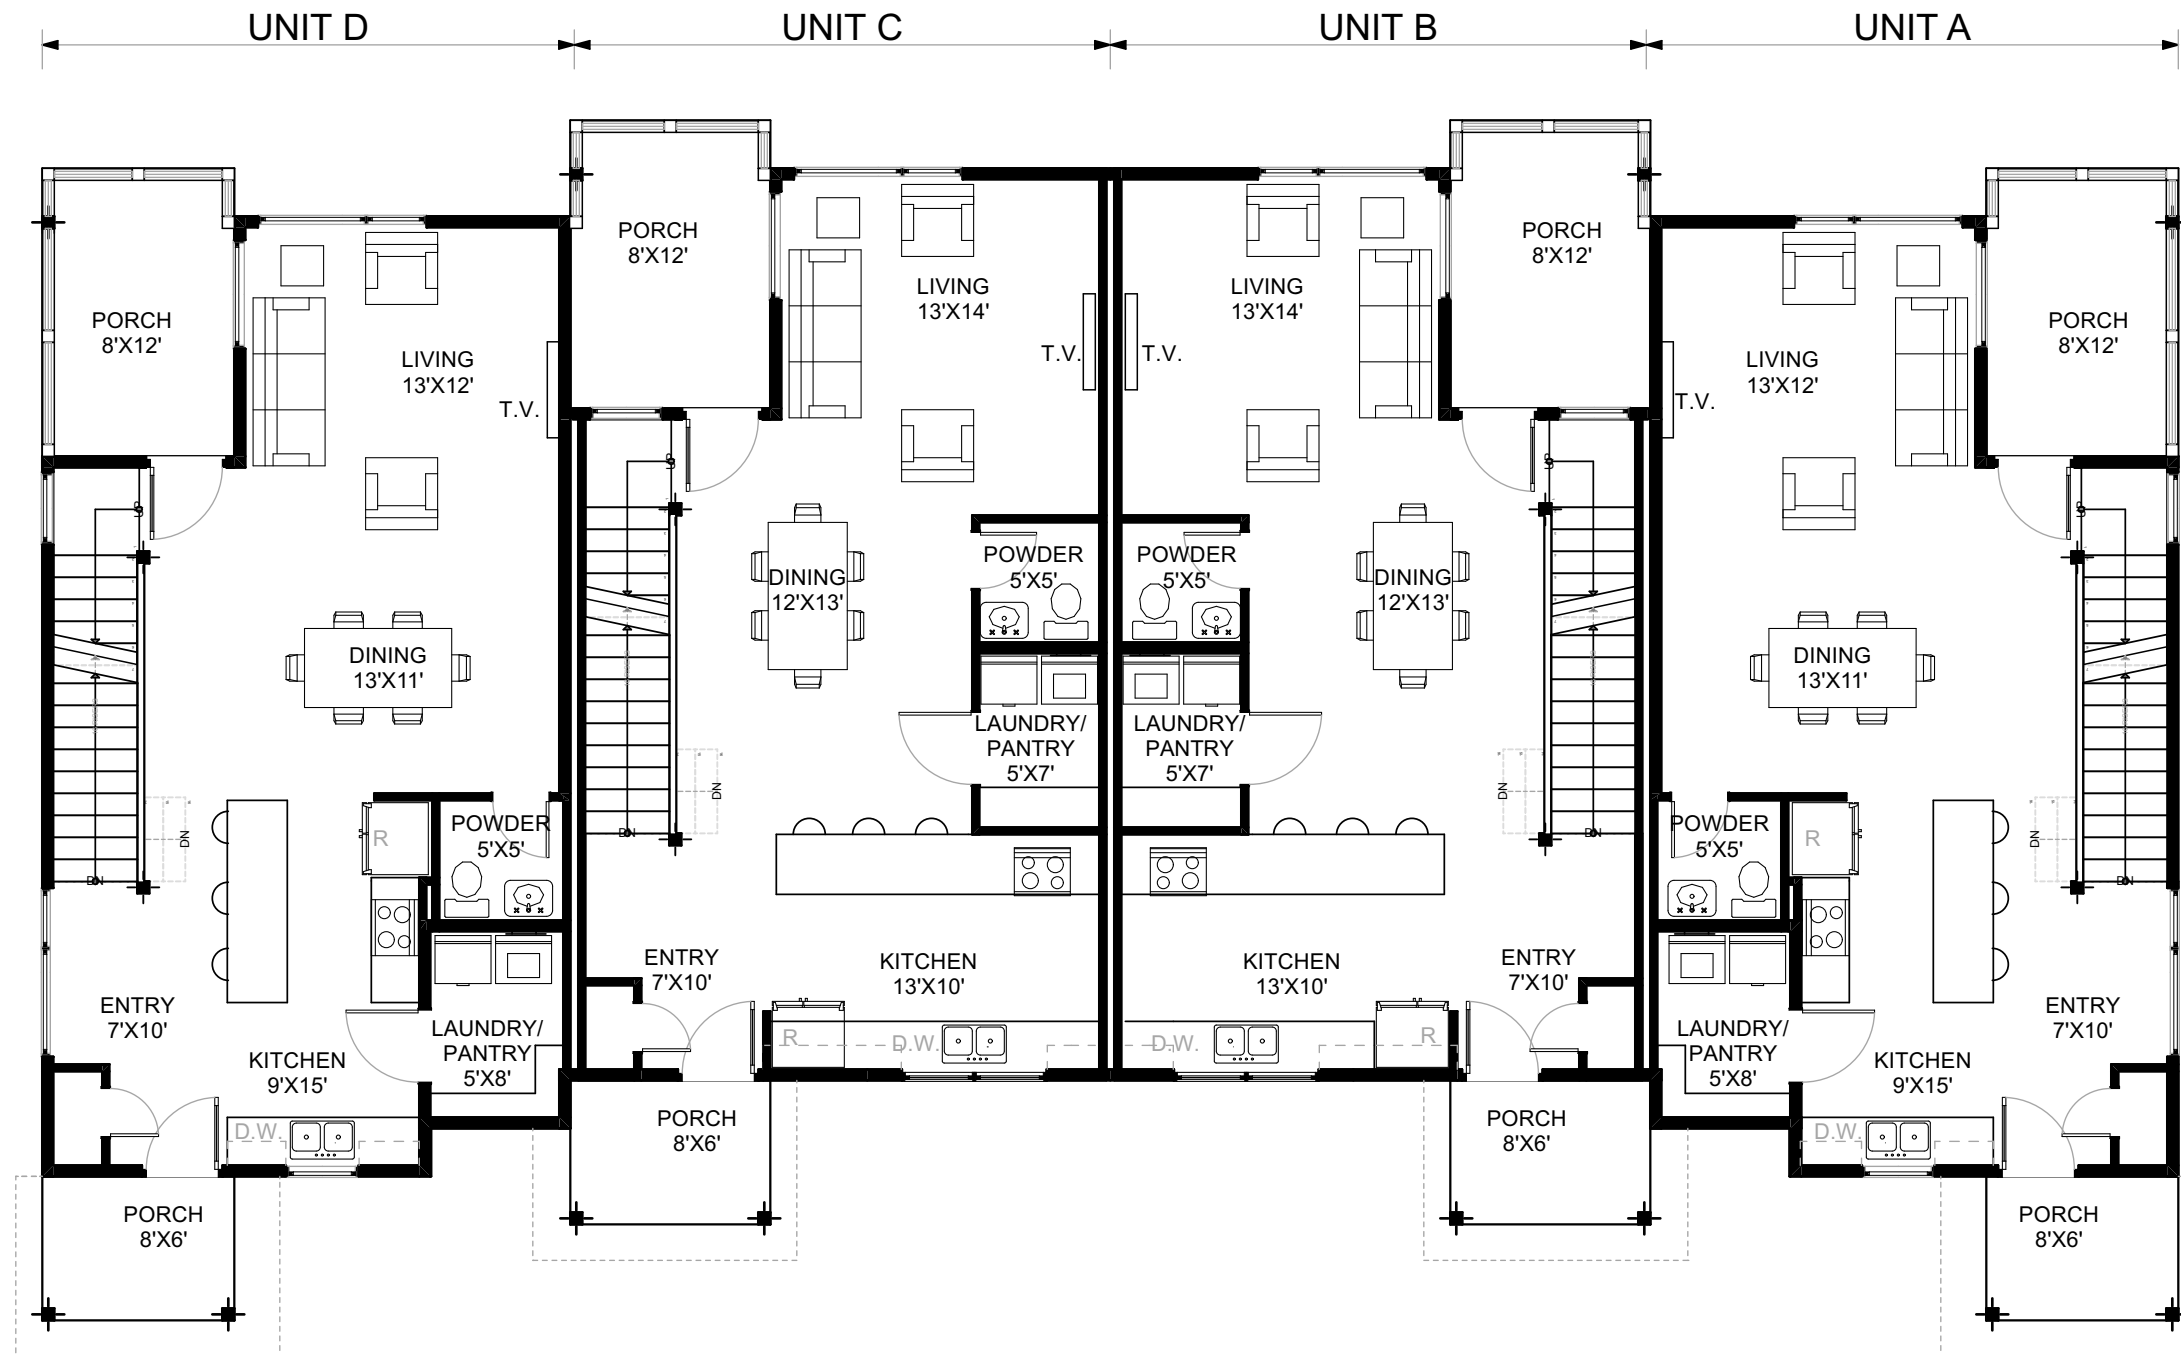 UNIT D
UNIT C
UNIT B
UNIT A
PORCH
8'X12'
LIVING
13'X12'
T.V.
DINING
13'X11'
DN
DN
R
POWDER
5'X5'
ENTRY
7'X10'
KITCHEN
9'X15'
LAUNDRY/
PANTRY
5'X8'
D.W.
PORCH
8'X6'
PORCH
8'X12'
LIVING
13'X14'
T.V.
DINING
12'X13'
POWDER
5'X5'
LAUNDRY/
PANTRY
5'X7'
DN
DN
ENTRY
7'X10'
KITCHEN
13'X10'
R
D.W.
PORCH
8'X6'
PORCH
8'X12'
LIVING
13'X14'
T.V.
DINING
12'X13'
POWDER
5'X5'
LAUNDRY/
PANTRY
5'X7'
DN
DN
ENTRY
7'X10'
KITCHEN
13'X10'
R
D.W.
PORCH
8'X6'
PORCH
8'X12'
LIVING
13'X12'
T.V.
DINING
13'X11'
DN
DN
R
POWDER
5'X5'
ENTRY
7'X10'
KITCHEN
9'X15'
LAUNDRY/
PANTRY
5'X8'
D.W.
PORCH
8'X6'